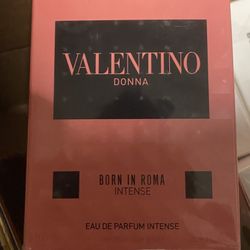 VALENTINO
DONNA
BORN IN ROMA
INTENSE
EAU DE PARFUM INTENSE